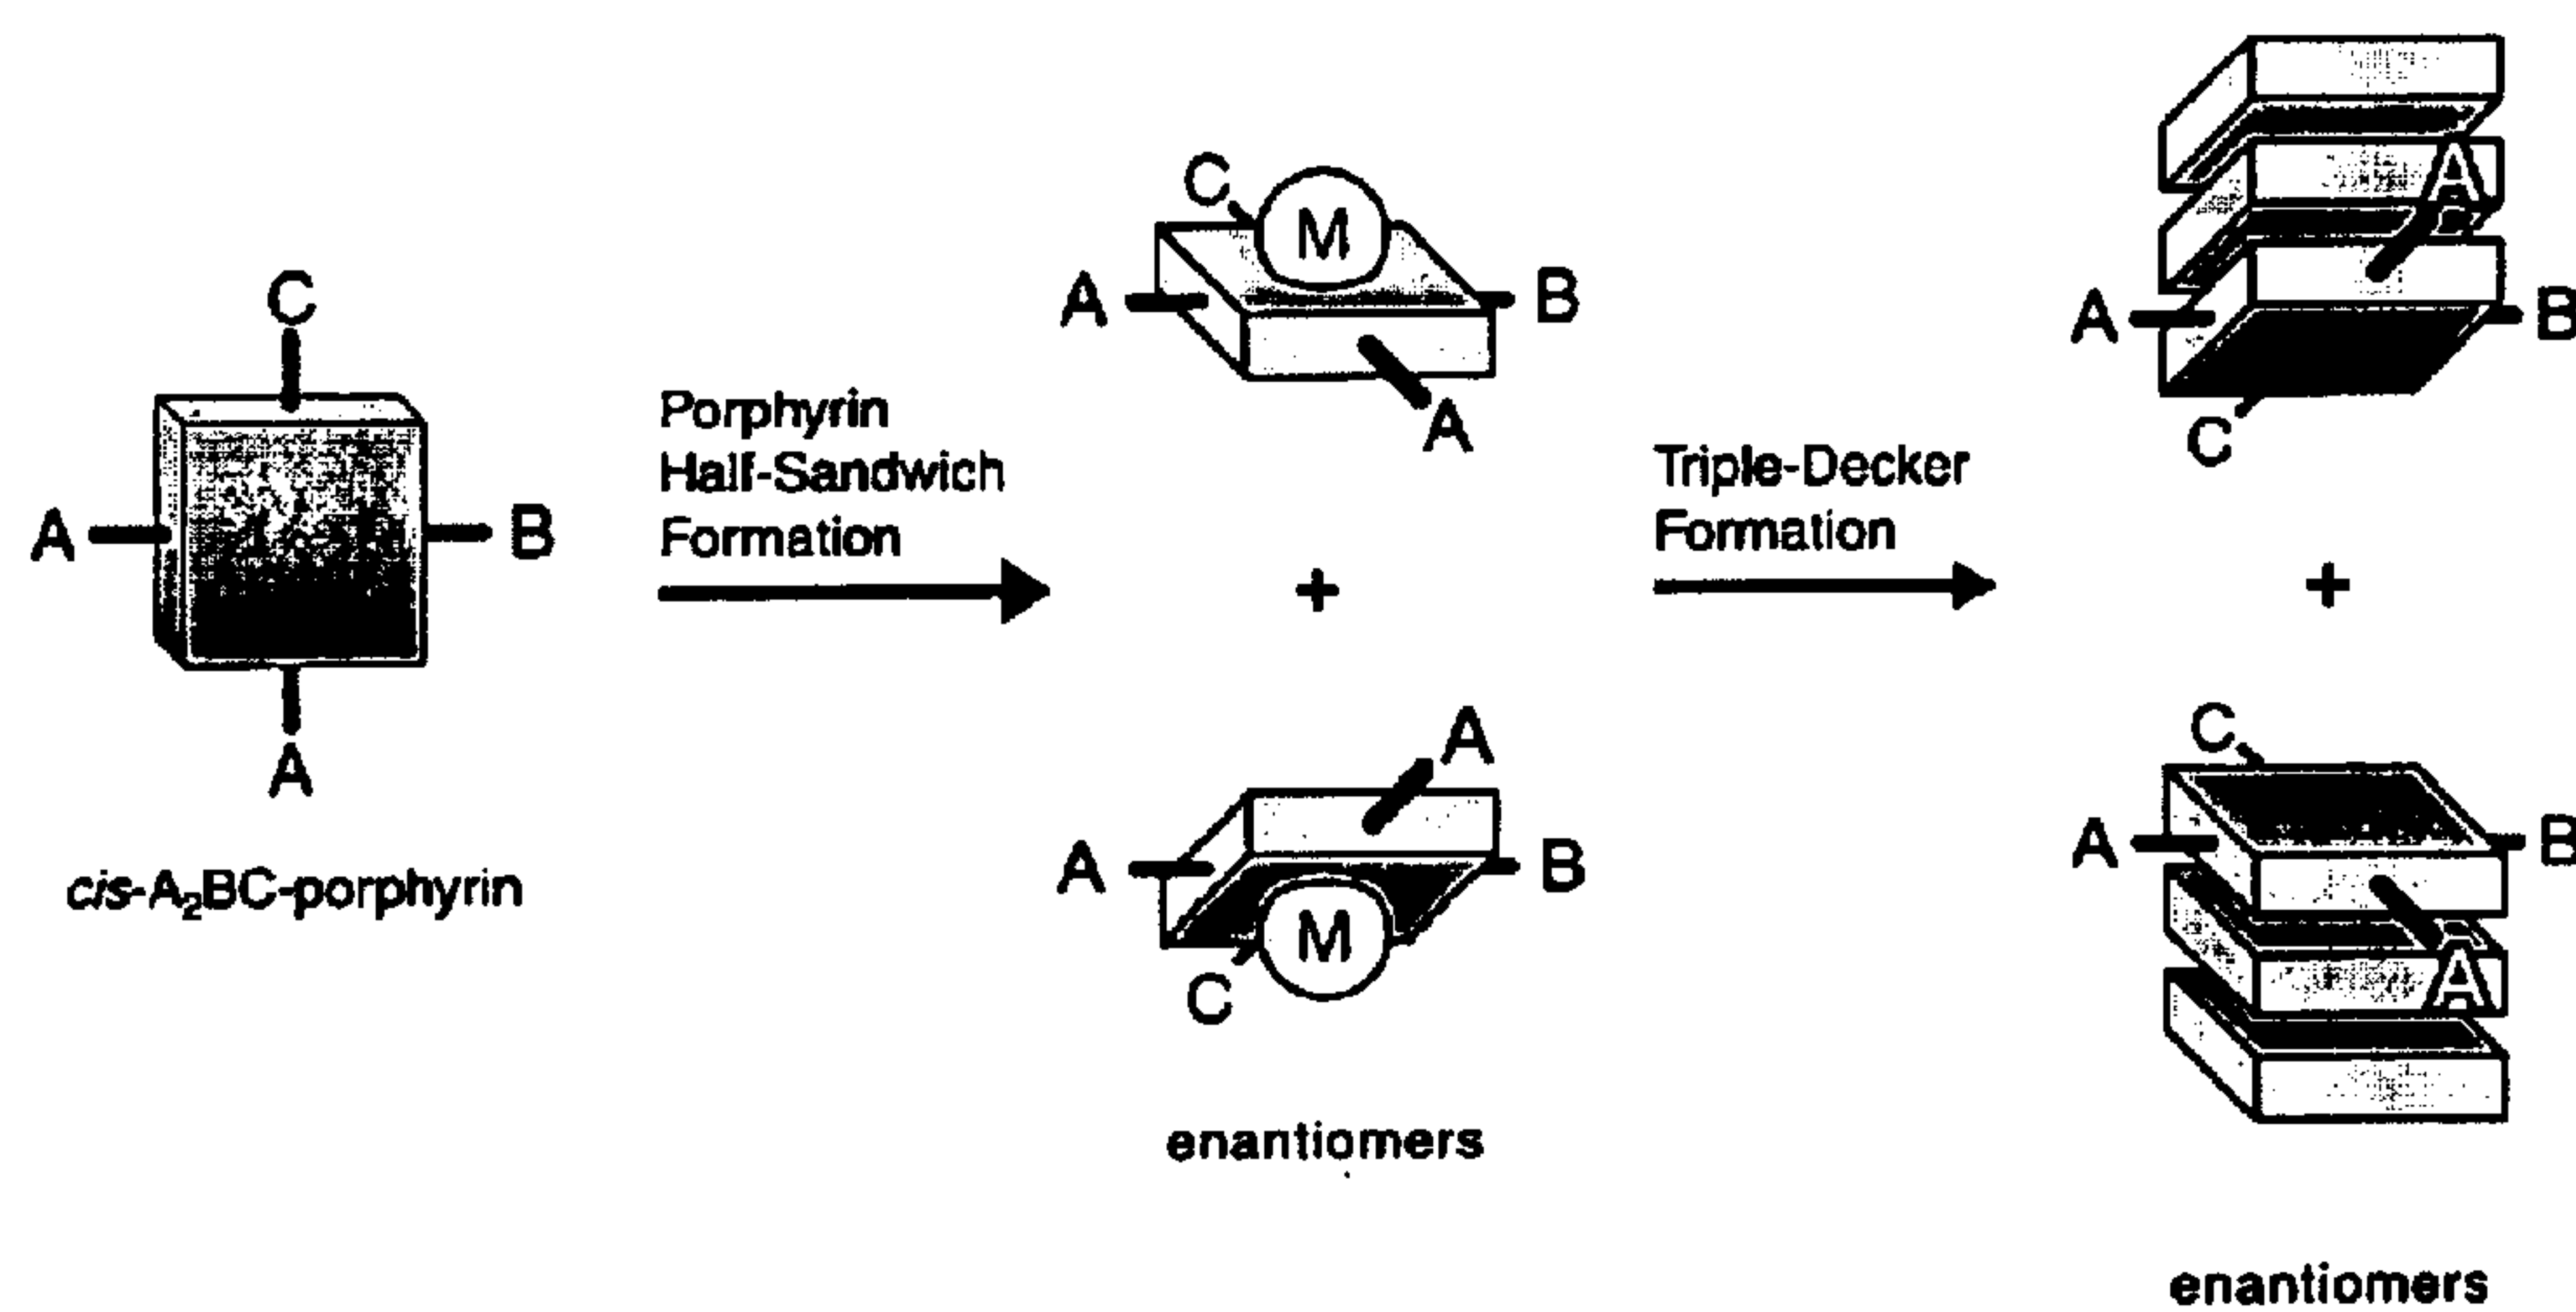 C
A
B
A
cis-A₂BC-porphyrin
Porphyrin
Half-Sandwich
Formation
C
M
A
B
A
+
A
A
B
M
C
enantiomers
Triple-Decker
Formation
A
A
B
C
+
C
A
B
A
enantiomers